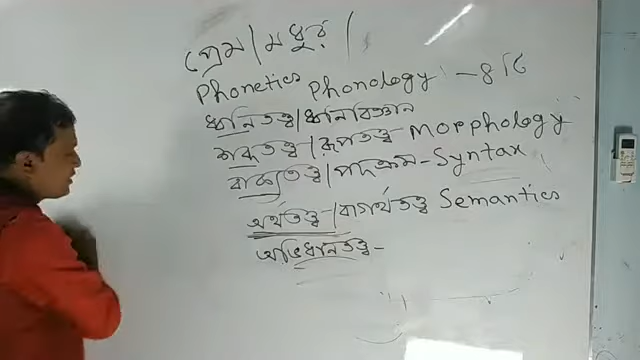 প্রেম | মধুর |
Phonetics Phonology - ৪টি
ধ্বনিতত্ত্ব | ধ্বনিবিজ্ঞান
শব্দতত্ত্ব | রূপতত্ত্ব Morphology
বাক্যতত্ত্ব | পদক্রম - Syntax
অর্থতত্ত্ব | বাগর্থতত্ত্ব Semantics
অভিধানতত্ত্ব -